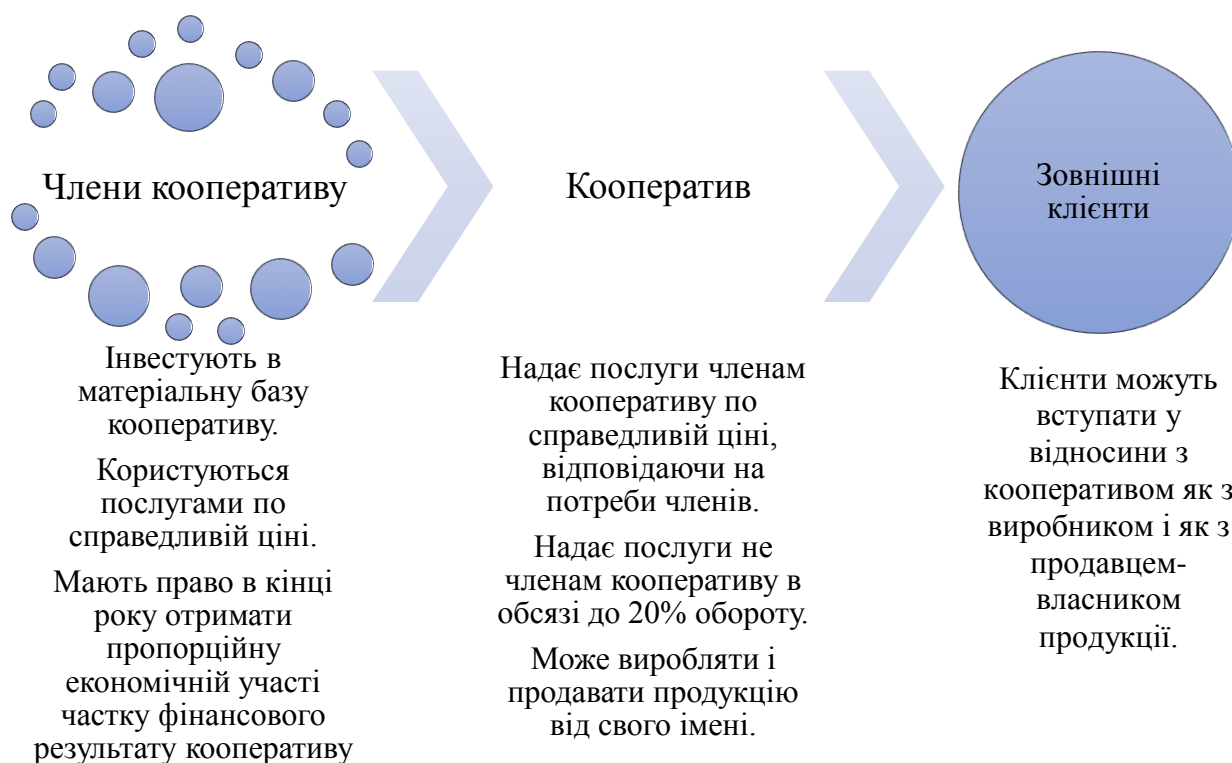 Члени кооперативу
Інвестують в
матеріальну базу
кооперативу.
Користуються
послугами по
справедливій ціні.
Мають право в кінці
року отримати
пропорційну
економічній участі
частку фінансового
результату кооперативу
Кооператив
Надає послуги членам
кооперативу по
справедливій ціні,
відповідаючи на
потреби членів.
Надає послуги не
членам кооперативу в
обсязі до 20% обороту.
Може виробляти і
продавати продукцію
від свого імені.
Зовнішні
клієнти
Клієнти можуть
вступати у
відносини з
кооперативом як з
виробником і як з
продавцем-
власником
продукції.